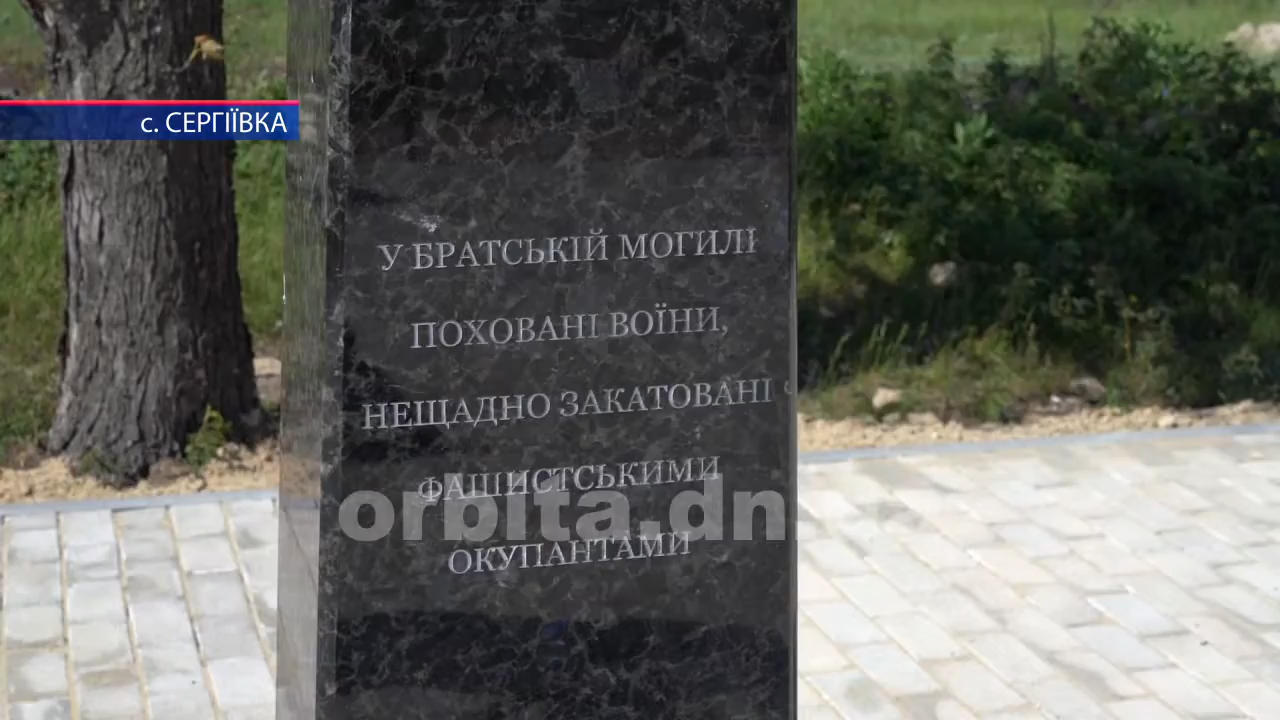 с. СЕРГІЇВКА
У БРАТСЬКІЙ МОГИЛІ
ПОХОВАНІ ВОЇНИ,
НЕЩАДНО ЗАКАТОВАНІ
ФАШИСТСЬКИМИ
orbita.dn.
ОКУПАНТАМИ